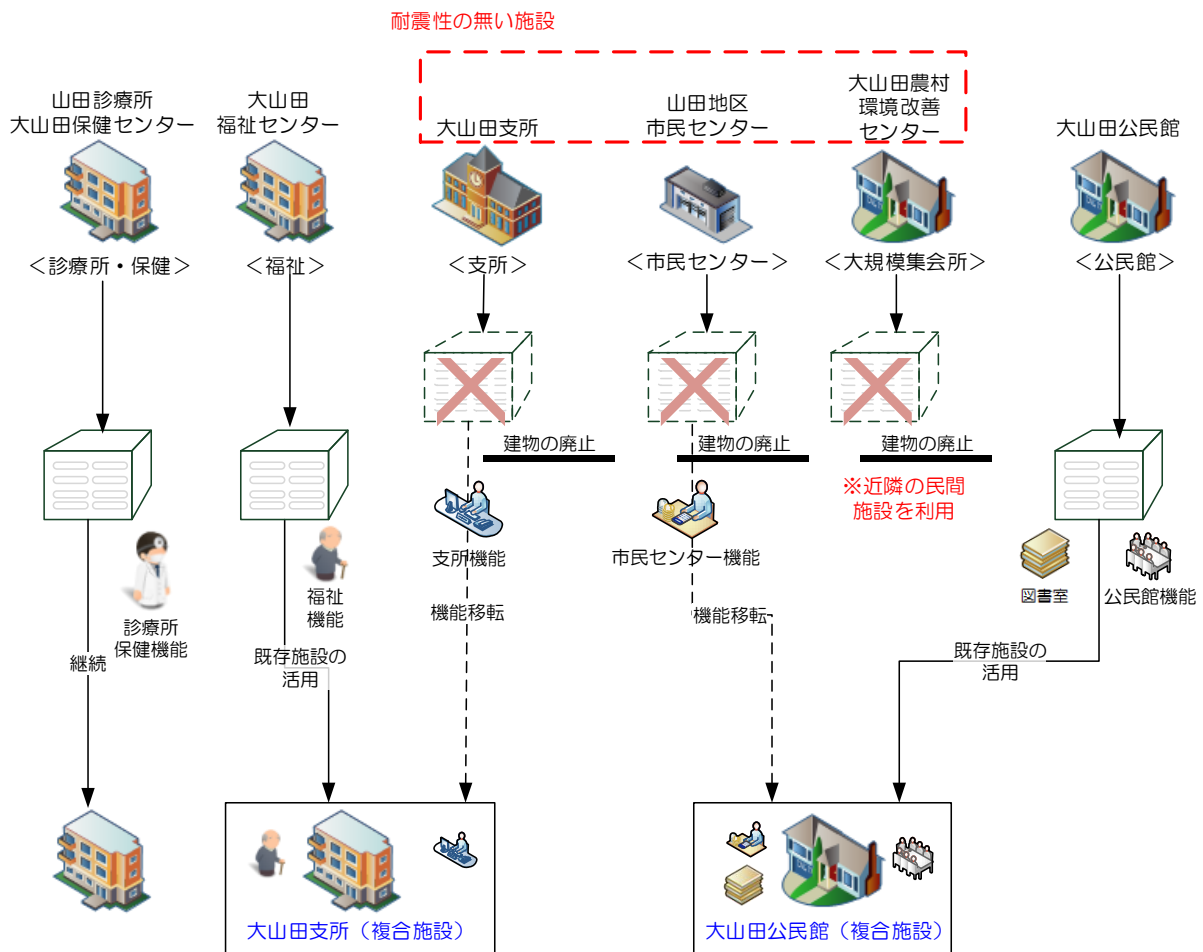 耐震性の無い施設
山田診療所
大山田保健センター
大山田
福祉センター
大山田支所
山田地区
市民センター
大山田農村
環境改善
センター
大山田公民館
＜診療所・保健＞
＜福祉＞
＜支所＞
＜市民センター＞
＜大規模集会所＞
＜公民館＞
建物の廃止
建物の廃止
建物の廃止
※近隣の民間
施設を利用
診療所
保健機能
福祉
機能
支所機能
市民センター機能
図書室
公民館機能
継続
既存施設の
活用
機能移転
機能移転
既存施設の
活用
大山田支所（複合施設）
大山田公民館（複合施設）